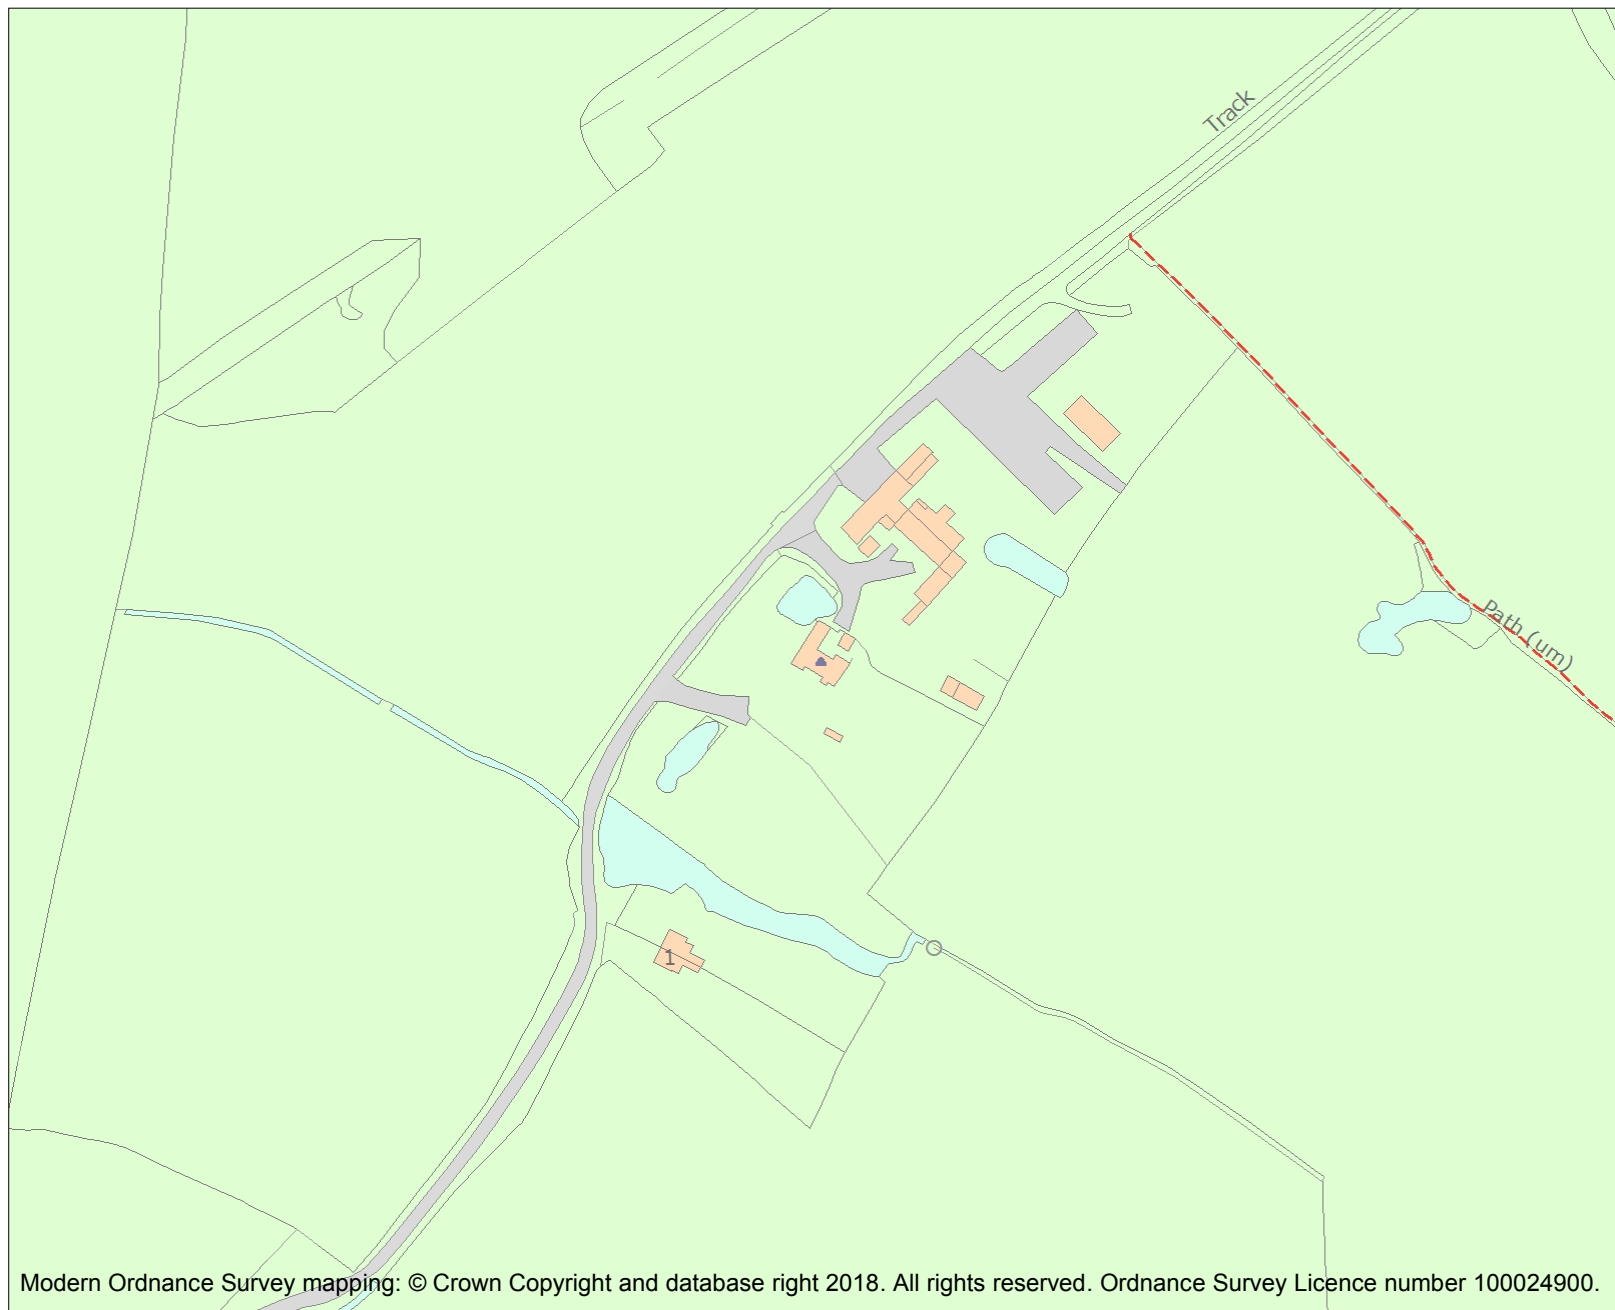 Track
Path (um)
1
Modern Ordnance Survey mapping: © Crown Copyright and database right 2018. All rights reserved. Ordnance Survey Licence number 100024900.